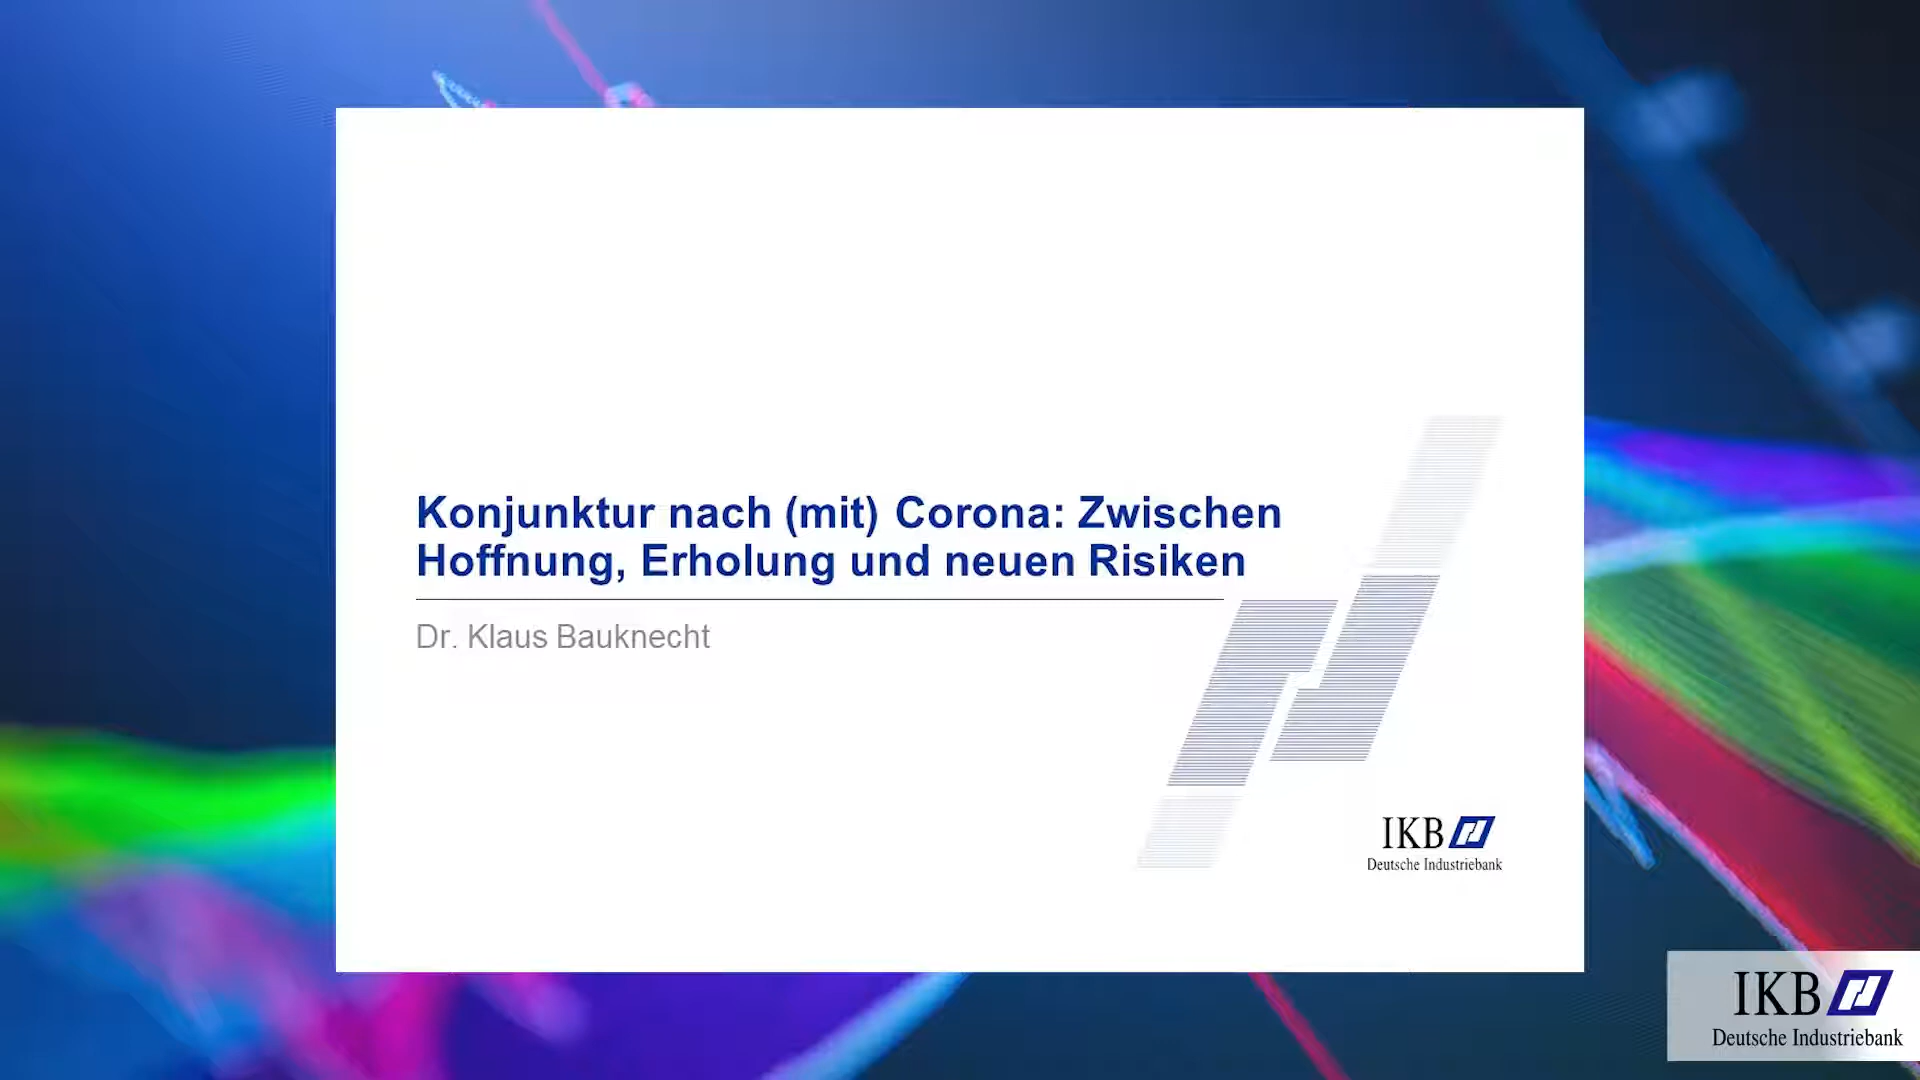 Konjunktur nach (mit) Corona: Zwischen
Hoffnung, Erholung und neuen Risiken
Dr. Klaus Bauknecht
IKB
Deutsche Industriebank
IKB
Deutsche Industriebank